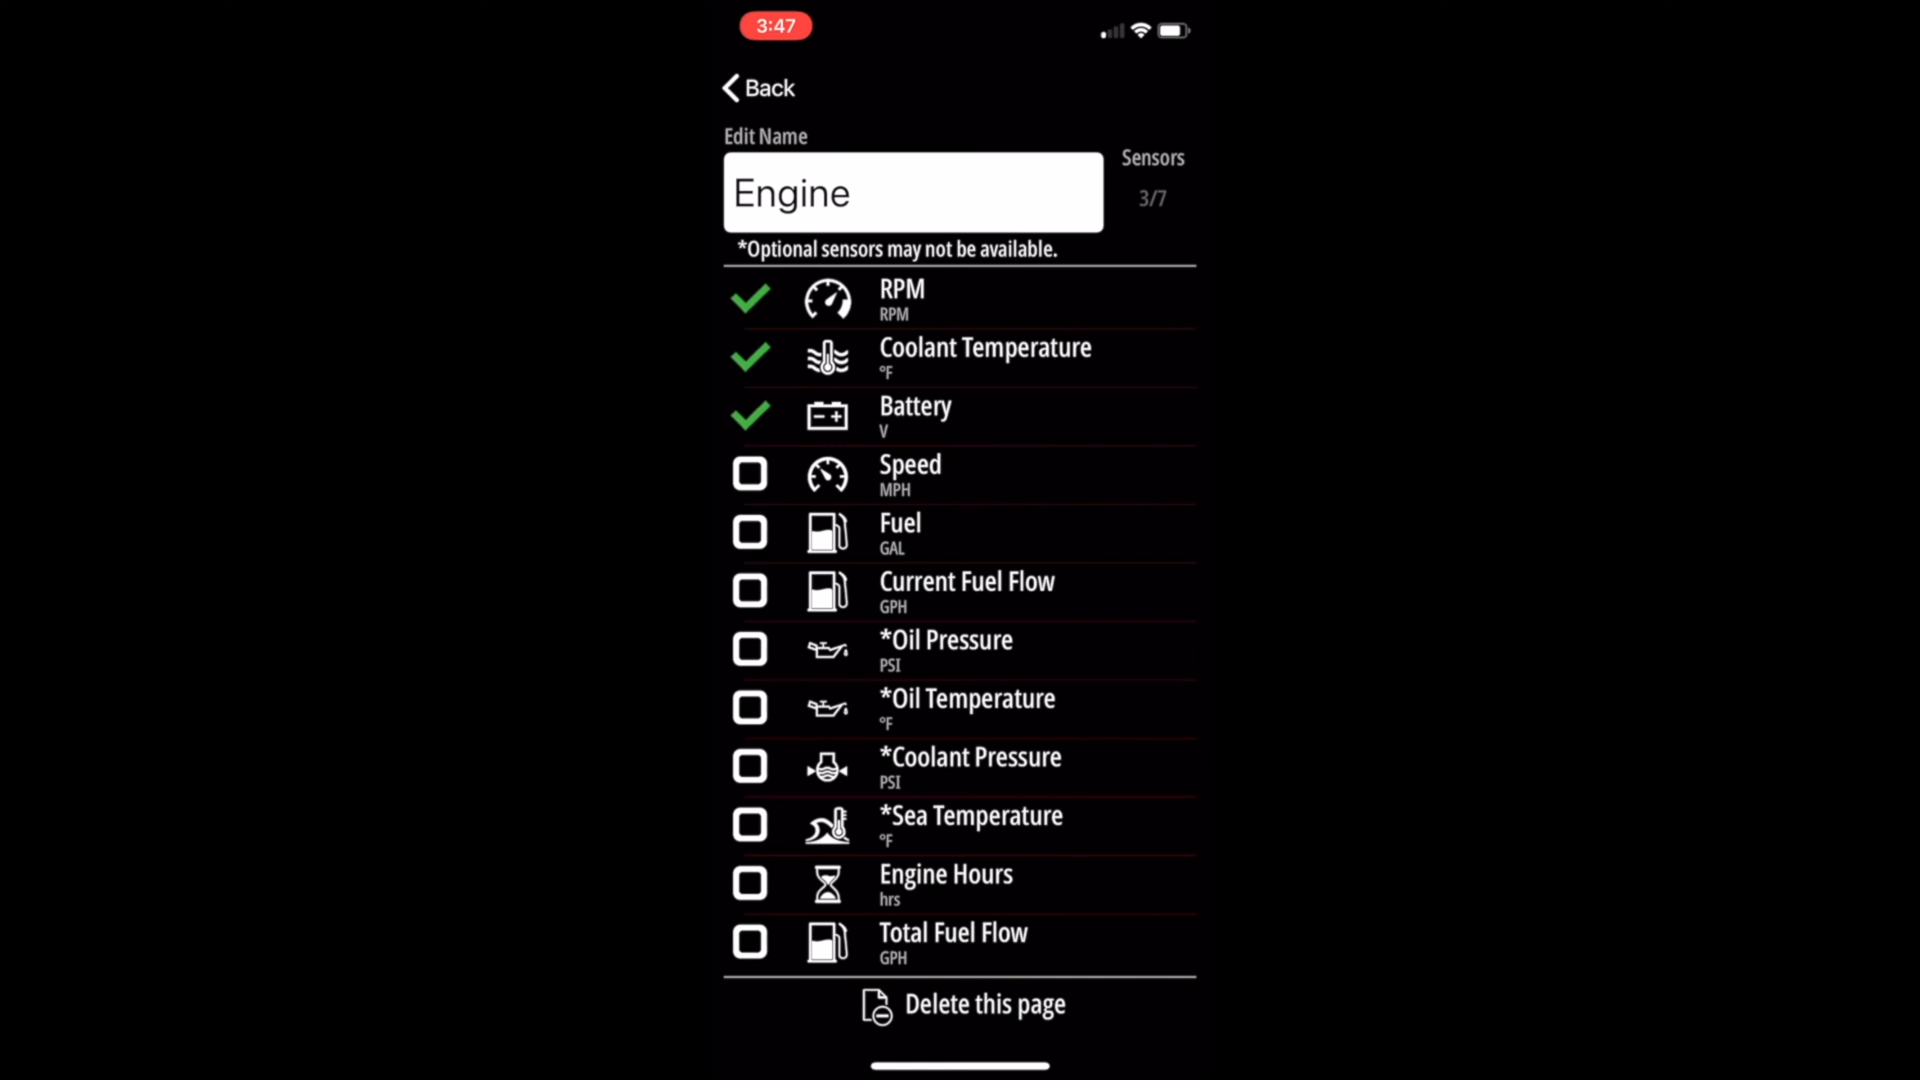 3:47
Back
Edit Name
Sensors
Engine
3/7
*Optional sensors may not be available.
RPM
RPM
Coolant Temperature
°F
Battery
V
Speed
MPH
Fuel
GAL
Current Fuel Flow
GPH
*Oil Pressure
PSI
*Oil Temperature
°F
*Coolant Pressure
PSI
*Sea Temperature
°F
Engine Hours
hrs
Total Fuel Flow
GPH
Delete this page